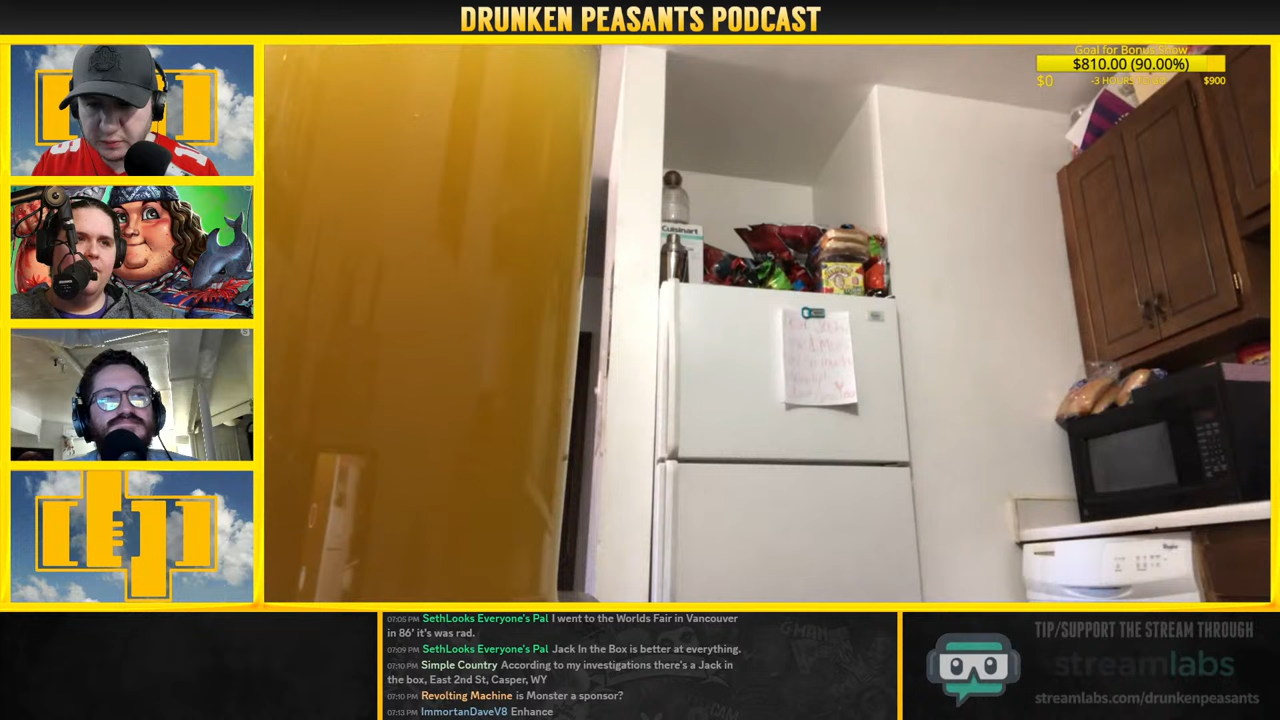 DRUNKEN PEASANTS PODCAST
Goal for Bonus Show
$810.00 (90.00%)
$0
$900
Cuisinart
07:05 PM SethLooks Everyone's Pal I went to the Worlds Fair in Vancouver
in 86' it's was rad.
07:09 PM SethLooks Everyone's Pal Jack In the Box is better at everything.
07:10 PM Simple Country According to my investigations there's a Jack in
the box, East 2nd St, Casper, WY
07:10 PM Revolting Machine is Monster a sponsor?
07:13 PM ImmortanDaveV8 Enhance
TIP/SUPPORT THE STREAM THROUGH
streamlabs
streamlabs.com/drunkenpeasants